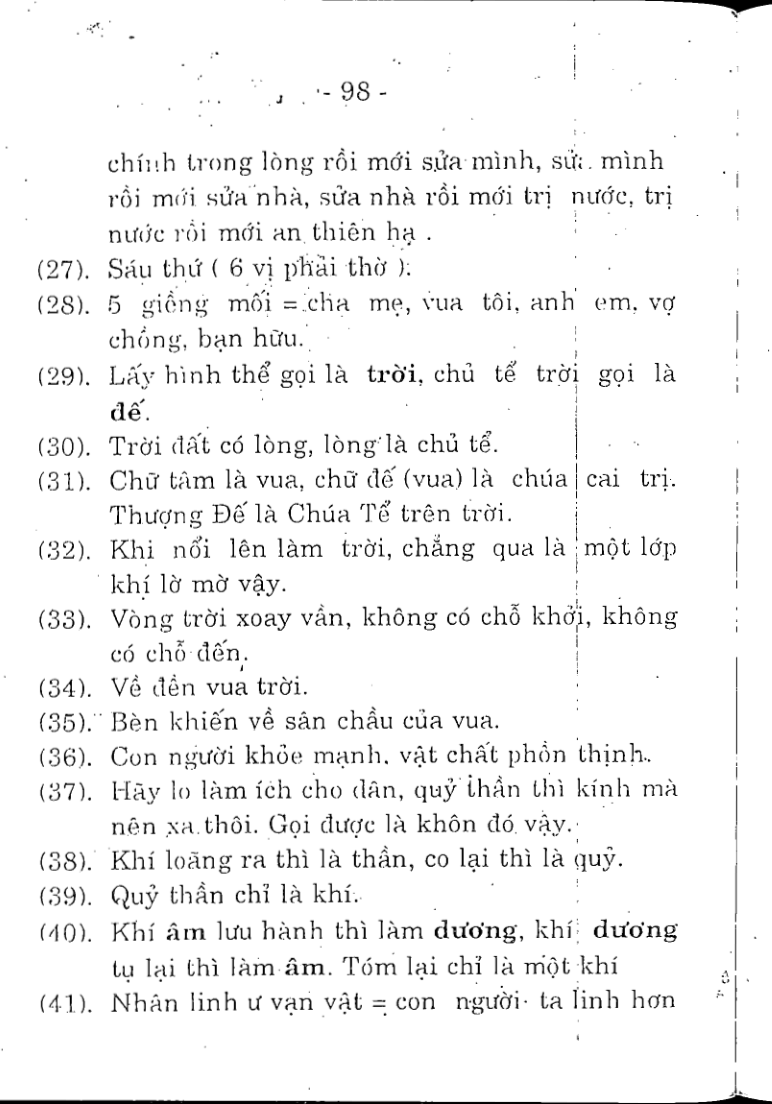 - 98 -
chính trong lòng rồi mới sửa mình, sửa mình
rồi mới sửa nhà, sửa nhà rồi mới trị nước, trị
nước rồi mới an thiên hạ .
(27). Sáu thứ ( 6 vị phải thờ ).
(28). 5 giềng mối = cha mẹ, vua tôi, anh em, vợ
chồng, bạn hữu.
(29). Lấy hình thể gọi là trời, chủ tể trời gọi là
đế.
(30). Trời đất có lòng, lòng là chủ tể.
(31). Chữ tâm là vua, chữ đế (vua) là chúa cai trị.
Thượng Đế là Chúa Tể trên trời.
(32). Khi nổi lên làm trời, chẳng qua là một lớp
khí lờ mờ vậy.
(33). Vòng trời xoay vần, không có chỗ khởi, không
có chỗ đến.
(34). Về đền vua trời.
(35). Bèn khiến về sân chầu của vua.
(36). Con người khỏe mạnh, vật chất phồn thịnh.
(37). Hãy lo làm ích cho dân, quỷ thần thì kính mà
nên xa thôi. Gọi được là khôn đó vậy.
(38). Khí loãng ra thì là thần, co lại thì là quỷ.
(39). Quỷ thần chỉ là khí.
(40). Khí âm lưu hành thì làm dương, khí dương
tụ lại thì làm âm. Tóm lại chỉ là một khí
(41). Nhân linh ư vạn vật = con người ta linh hơn